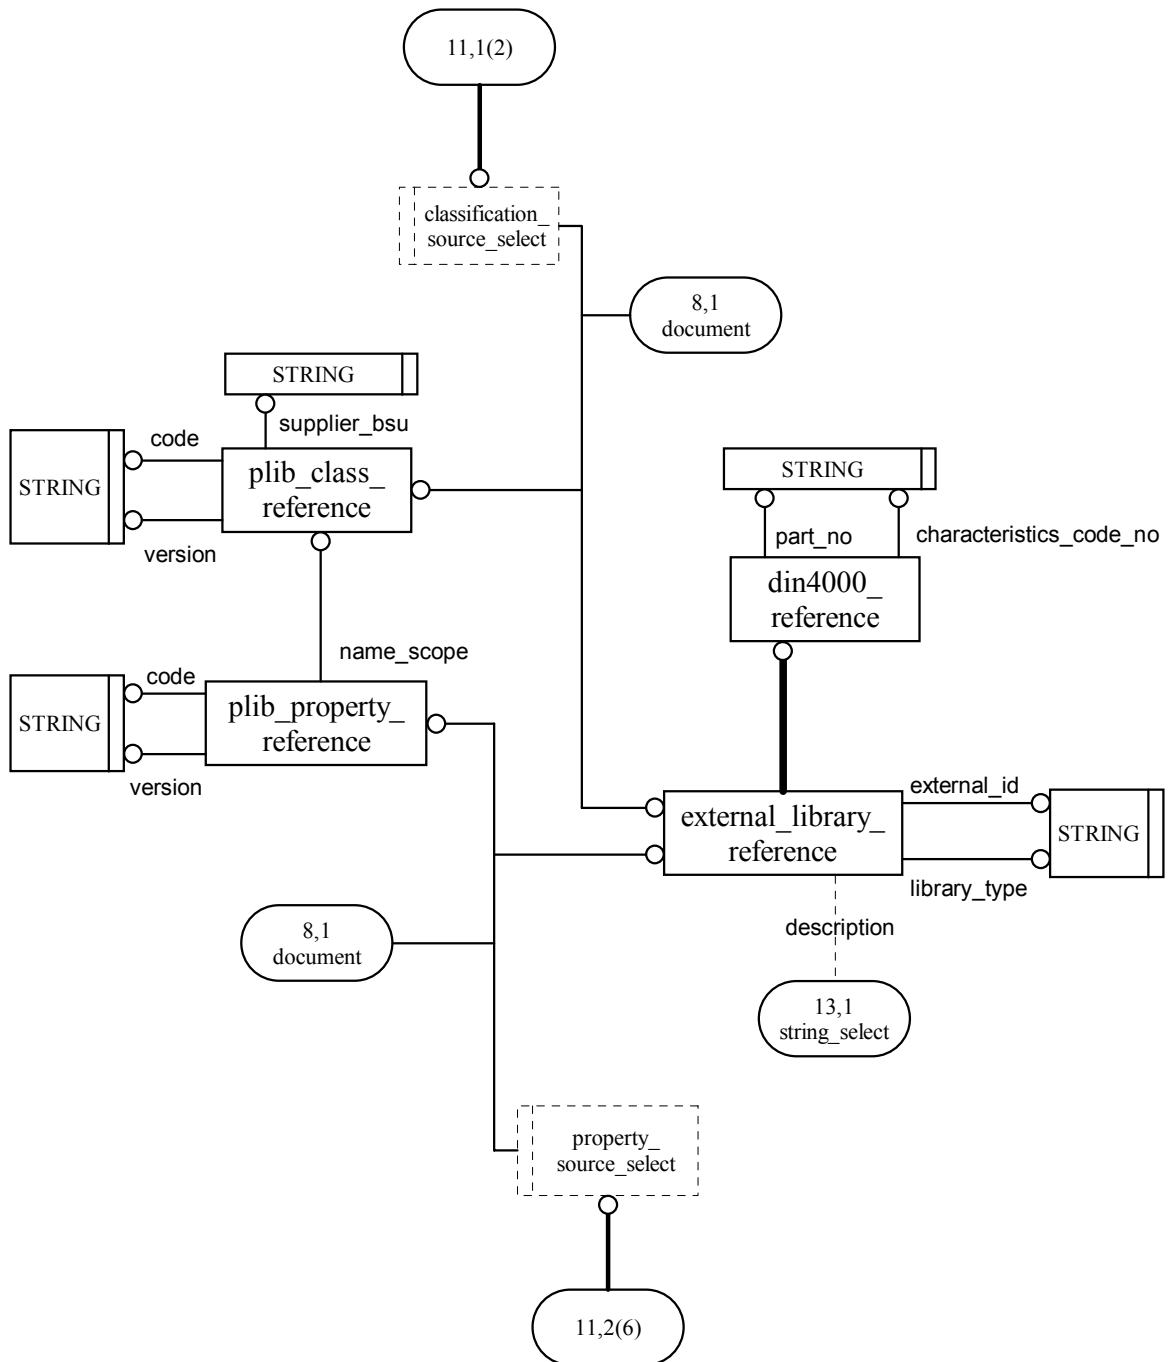 11,1(2)
classification_
source_select
8,1
document
STRING
supplier_bsu
code
STRING
plib_class_
reference
version
STRING
part_no
characteristics_code_no
din4000_
reference
name_scope
code
STRING
plib_property_
reference
version
external_library_
reference
external_id
STRING
library_type
description
8,1
document
13,1
string_select
property_
source_select
11,2(6)